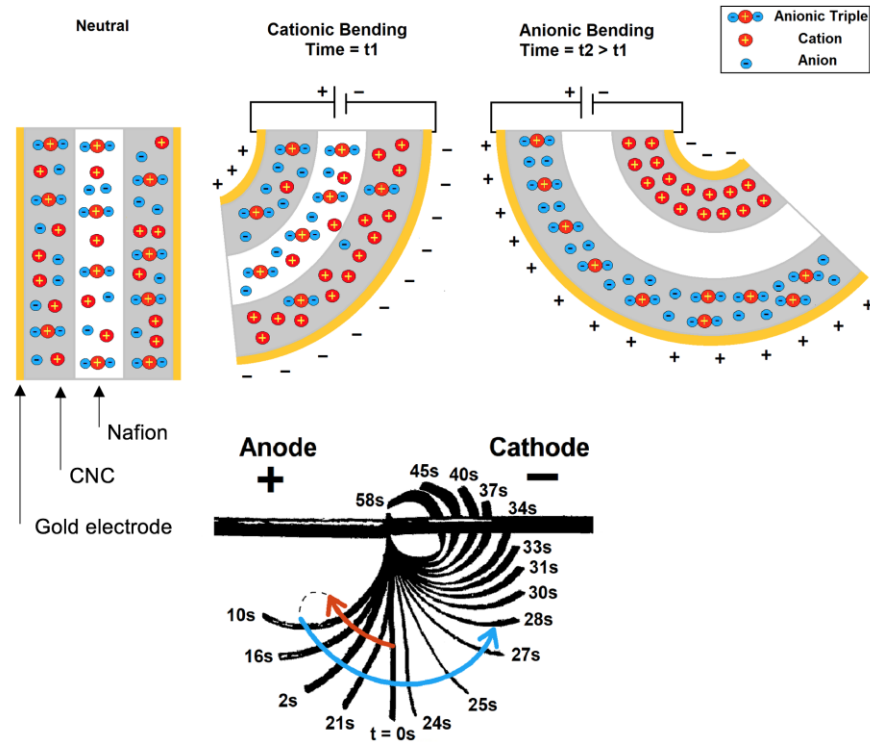 Neutral
Cationic Bending
Time = t1
Anionic Bending
Time = t2 > t1
Anionic Triple
Cation
Anion
Nafion
CNC
Gold electrode
Anode
+
Cathode
−
58s
45s
40s
37s
34s
33s
31s
30s
28s
27s
25s
24s
t = 0s
21s
2s
16s
10s